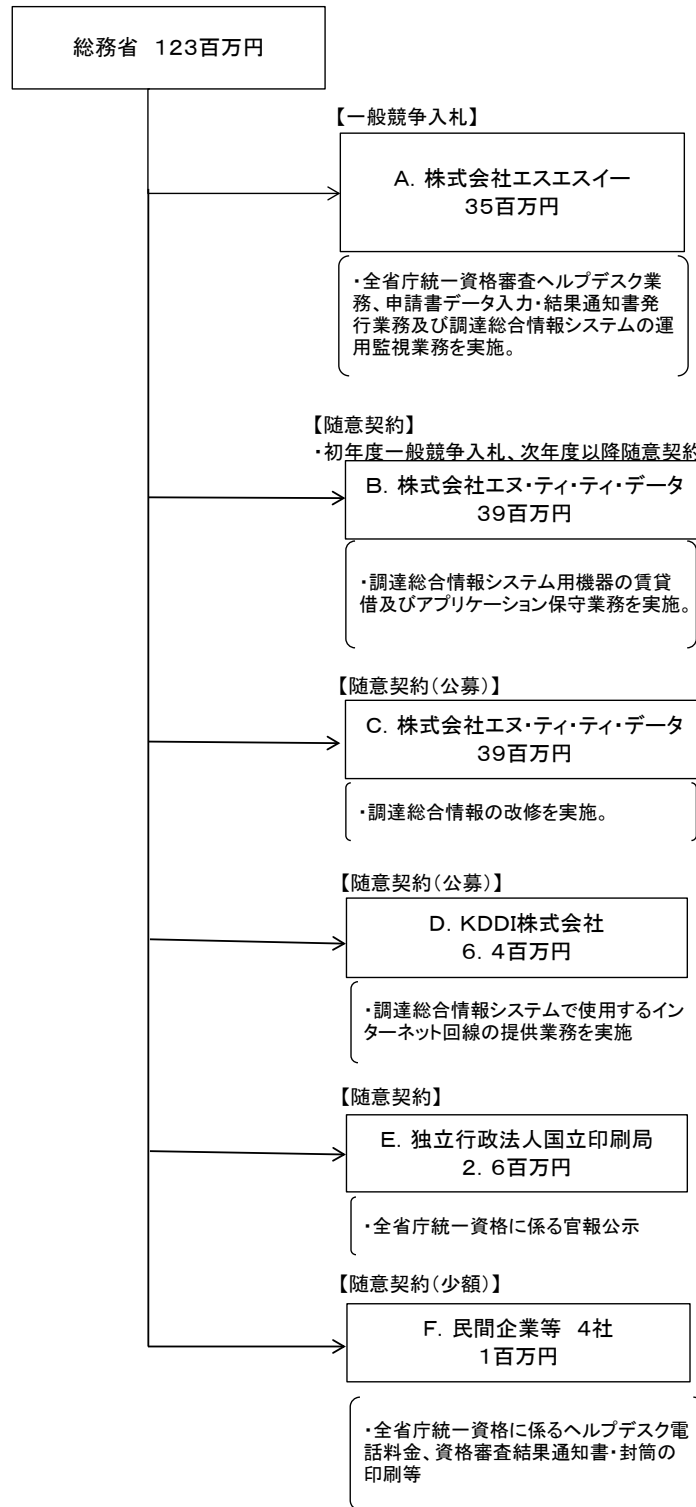 総務省　１２３百万円
【一般競争入札】
A．株式会社エスエスイー
３５百万円
・全省庁統一資格審査ヘルプデスク業
務、申請書データ入力・結果通知書発
行業務及び調達総合情報システムの運
用監視業務を実施。
【随意契約】
・初年度一般競争入札、次年度以降随意契約
B．株式会社エヌ・ティ・ティ・データ
３９百万円
・調達総合情報システム用機器の賃貸
借及びアプリケーション保守業務を実施。
【随意契約（公募）】
C．株式会社エヌ・ティ・ティ・データ
３９百万円
・調達総合情報の改修を実施。
【随意契約（公募）】
D．KDDI株式会社
６．４百万円
・調達総合情報システムで使用するイン
ターネット回線の提供業務を実施
【随意契約】
E．独立行政法人国立印刷局
２．６百万円
・全省庁統一資格に係る官報公示
【随意契約（少額）】
F．民間企業等　４社
１百万円
・全省庁統一資格に係るヘルプデスク電
話料金、資格審査結果通知書・封筒の
印刷等